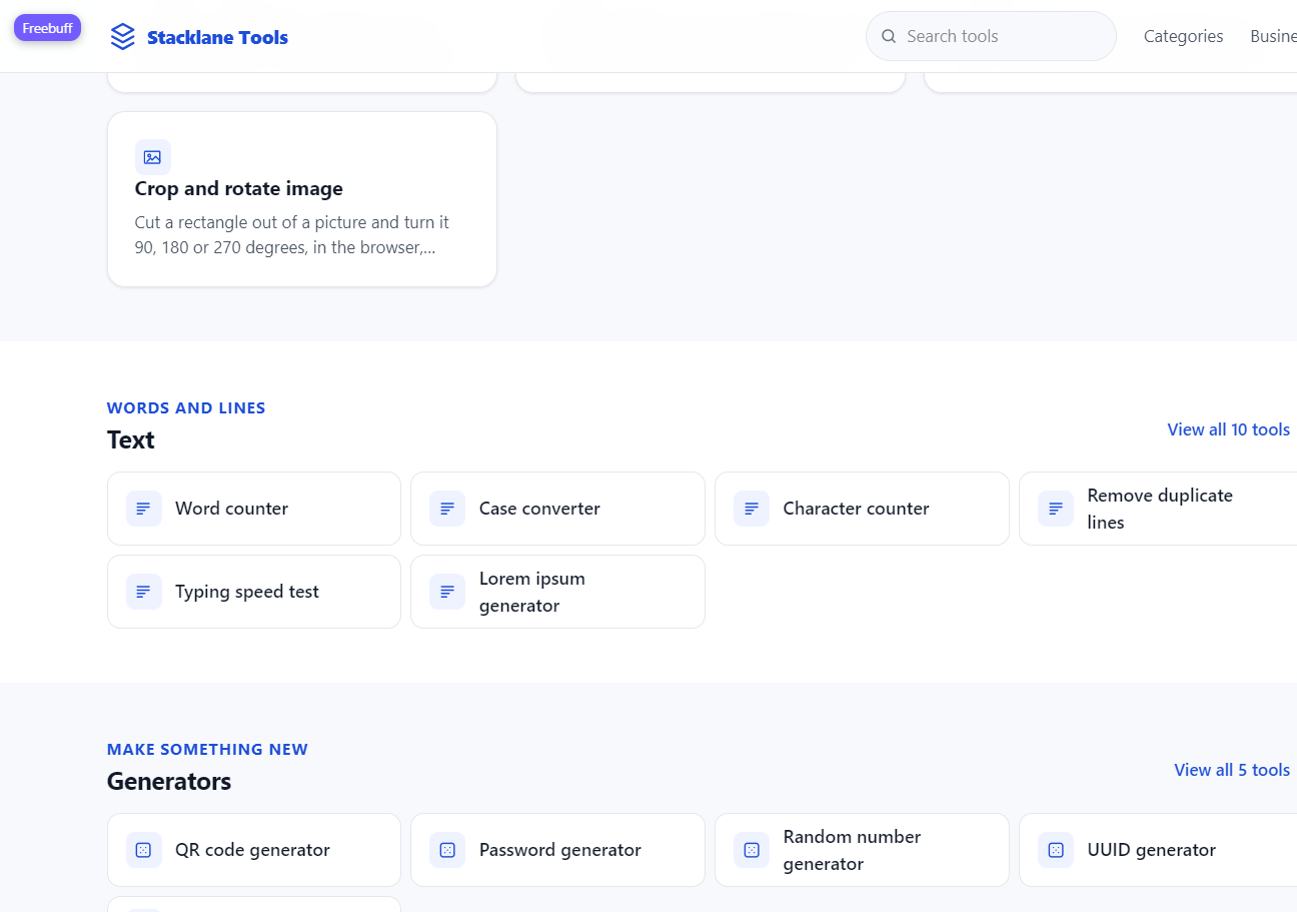 Freebuff
Stacklane Tools
Search tools
Categories
Busine
Crop and rotate image
Cut a rectangle out of a picture and turn it
90, 180 or 270 degrees, in the browser,...
WORDS AND LINES
Text
View all 10 tools
Word counter
Case converter
Character counter
Remove duplicate
lines
Typing speed test
Lorem ipsum
generator
MAKE SOMETHING NEW
Generators
View all 5 tools
QR code generator
Password generator
Random number
generator
UUID generator